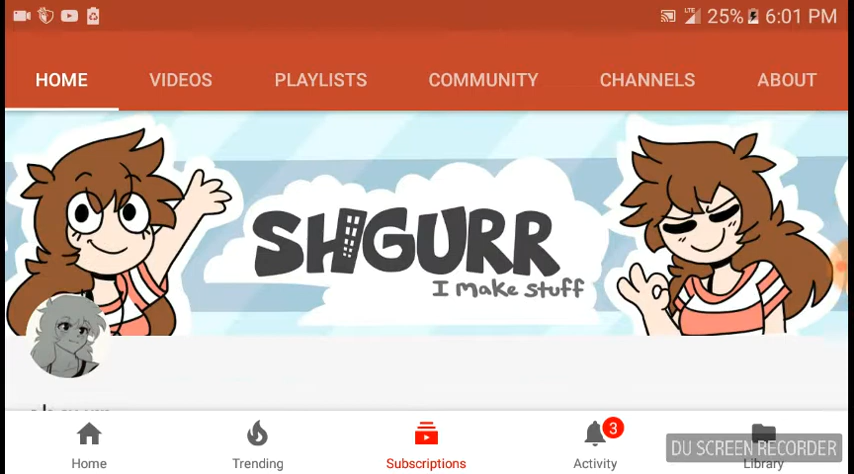 LTE 25% 6:01 PM
HOME VIDEOS PLAYLISTS COMMUNITY CHANNELS ABOUT
SHGURR
I make stuff
3
Home Trending Subscriptions Activity Library
DU SCREEN RECORDER